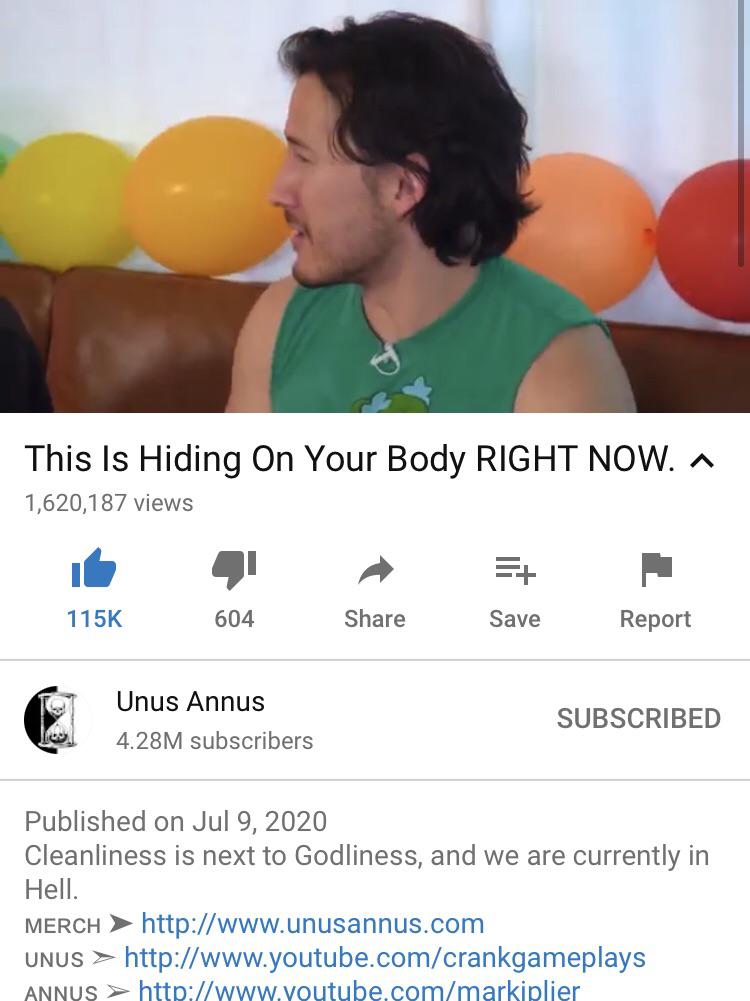 This Is Hiding On Your Body RIGHT NOW.
1,620,187 views
115K 604 Share Save Report
Unus Annus
4.28M subscribers
SUBSCRIBED
Published on Jul 9, 2020
Cleanliness is next to Godliness, and we are currently in
Hell.
MERCH ➤ http://www.unusannus.com
UNUS ➣ http://www.youtube.com/crankgameplays
ANNUS ➢ http://www.youtube.com/markiplier